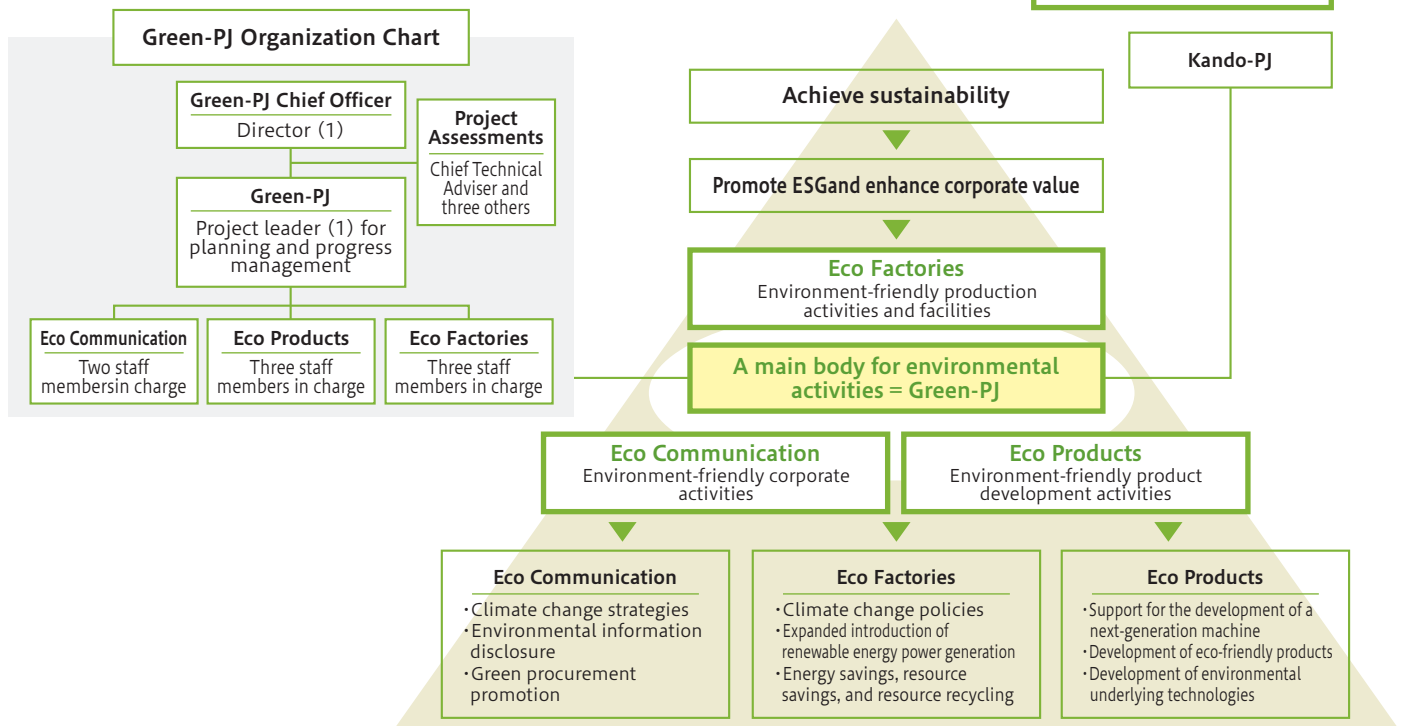 Green-PJ Organization Chart
Green-PJ Chief Officer
Director (1)
Project
Assessments
Chief Technical
Adviser and
three others
Green-PJ
Project leader (1) for
planning and progress
management
Eco Communication
Two staff
membersin charge
Eco Products
Three staff
members in charge
Eco Factories
Three staff
members in charge
Kando-PJ
Achieve sustainability
Promote ESGand enhance corporate value
Eco Factories
Environment-friendly production
activities and facilities
A main body for environmental
activities = Green-PJ
Eco Communication
Environment-friendly corporate
activities
Eco Products
Environment-friendly product
development activities
Eco Communication
・Climate change strategies
・Environmental information
disclosure
・Green procurement
promotion
Eco Factories
・Climate change policies
・Expanded introduction of
renewable energy power generation
・Energy savings, resource
savings, and resource recycling
Eco Products
・Support for the development of a
next-generation machine
・Development of eco-friendly products
・Development of environmental
underlying technologies